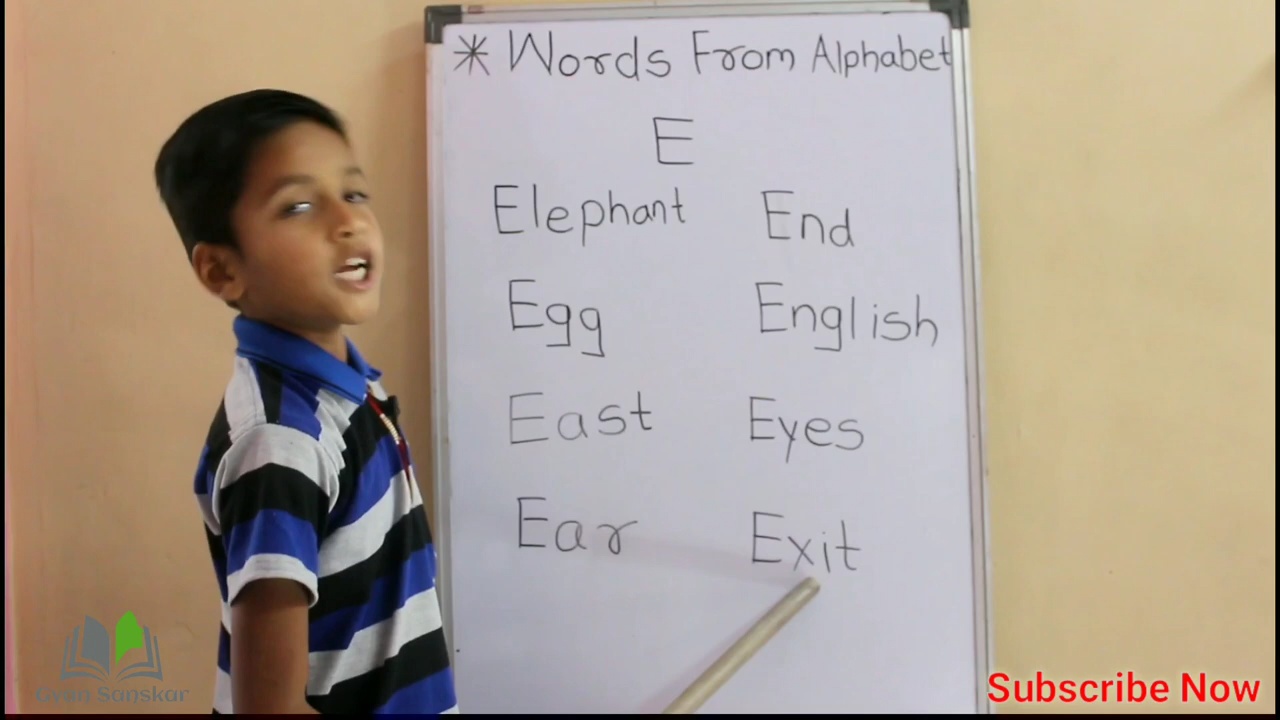 * Words From Alphabet
E
Elephant End
Egg English
East Eyes
Ear Exit
Gyan Sanskar
Subscribe Now